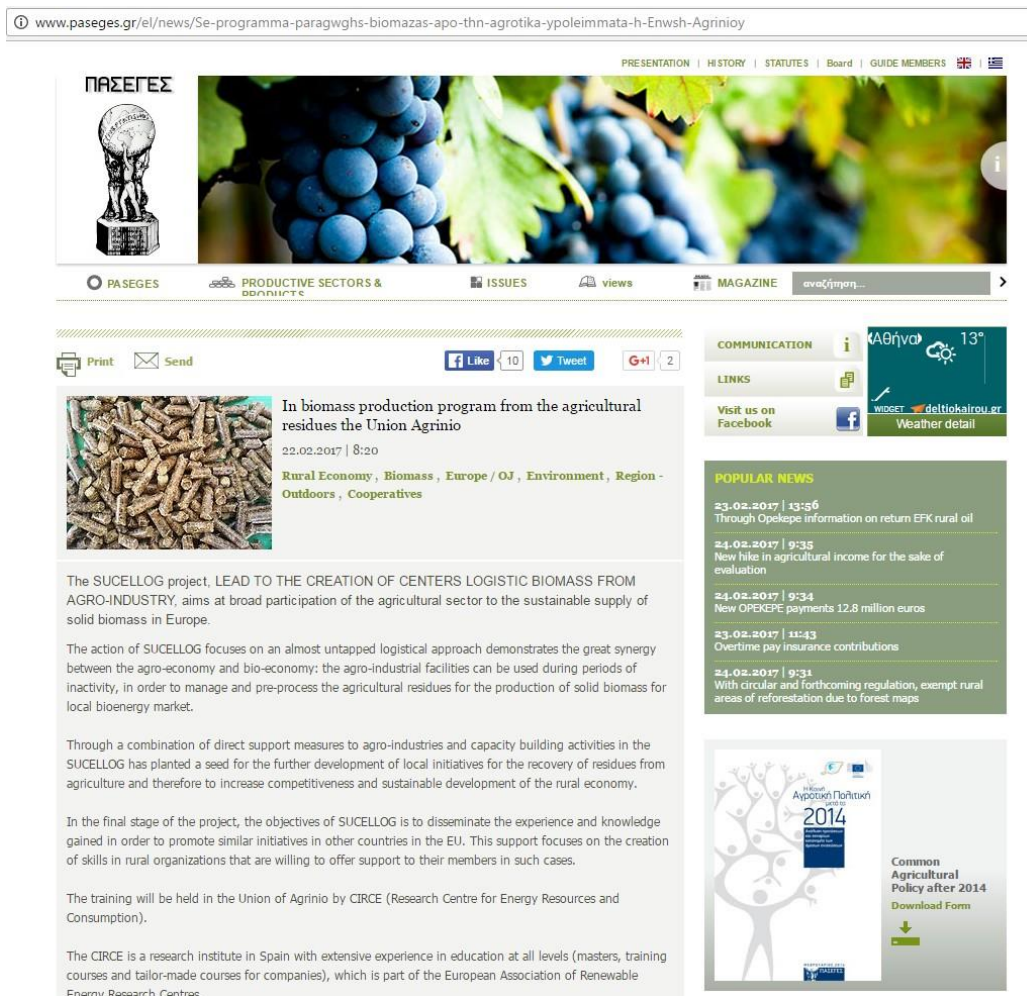 www.paseges.gr/el/news/Se-programma-paragwghs-biomazas-apo-thn-agrotika-ypoleimmata-h-Enwsh-Agrinioy
PRESENTATION | HISTORY | STATUTES | Board | GUIDE MEMBERS |
ΠΑΣΕΓΕΣ
i
PASEGES
PRODUCTIVE SECTORS &
PRODUCTS
ISSUES
views
MAGAZINE
αναζήτηση...
Print
Send
Like 10
Tweet
G+1 2
In biomass production program from the agricultural
residues the Union Agrinio
22.02.2017 | 8:20
Rural Economy , Biomass , Europe / OJ , Environment , Region -
Outdoors , Cooperatives
The SUCELLOG project, LEAD TO THE CREATION OF CENTERS LOGISTIC BIOMASS FROM
AGRO-INDUSTRY, aims at broad participation of the agricultural sector to the sustainable supply of
solid biomass in Europe.
The action of SUCELLOG focuses on an almost untapped logistical approach demonstrates the great synergy
between the agro-economy and bio-economy: the agro-industrial facilities can be used during periods of
inactivity, in order to manage and pre-process the agricultural residues for the production of solid biomass for
local bioenergy market.
Through a combination of direct support measures to agro-industries and capacity building activities in the
SUCELLOG has planted a seed for the further development of local initiatives for the recovery of residues from
agriculture and therefore to increase competitiveness and sustainable development of the rural economy.
In the final stage of the project, the objectives of SUCELLOG is to disseminate the experience and knowledge
gained in order to promote similar initiatives in other countries in the EU. This support focuses on the creation
of skills in rural organizations that are willing to offer support to their members in such cases.
The training will be held in the Union of Agrinio by CIRCE (Research Centre for Energy Resources and
Consumption).
The CIRCE is a research institute in Spain with extensive experience in education at all levels (masters, training
courses and tailor-made courses for companies), which is part of the European Association of Renewable
Energy Research Centres
COMMUNICATION
LINKS
Visit us on
Facebook
Αθήνα 13°
WIDGET deltiokairou.gr
Weather detail
POPULAR NEWS
23.02.2017 | 13:56
Through Opekepe information on return EFK rural oil
24.02.2017 | 9:35
New hike in agricultural income for the sake of
evaluation
24.02.2017 | 9:34
New OPEKEPE payments 12.8 million euros
23.02.2017 | 11:43
Overtime pay insurance contributions
24.02.2017 | 9:31
With circular and forthcoming regulation, exempt rural
areas of reforestation due to forest maps
Η Κοινή
Αγροτική Πολιτική
μετά το
2014
ΠΑΣΕΓΕΣ
Common
Agricultural
Policy after 2014
Download Form